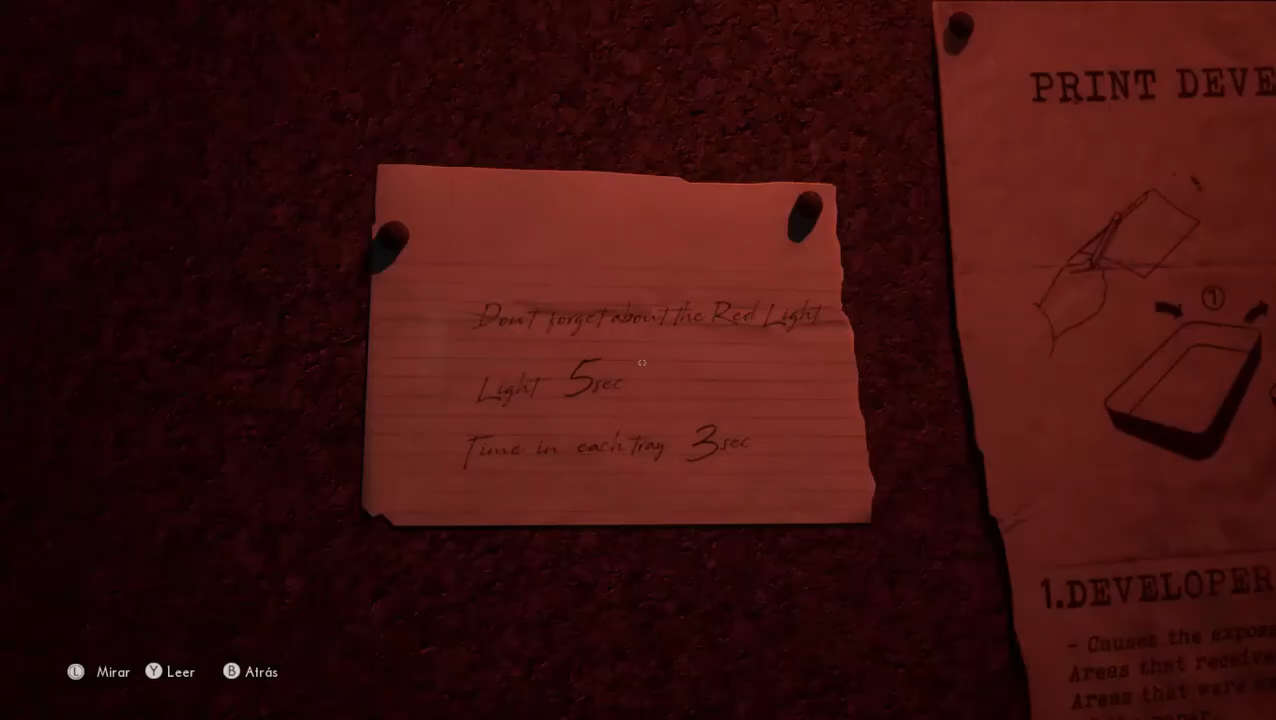 Don't forget about the Red Light
Light 5sec
Time in each tray 3sec
PRINT DEVE
1
1.DEVELOPER
- Causes the expos
Areas that receive
Areas that were
L Mirar Y Leer B Atrás